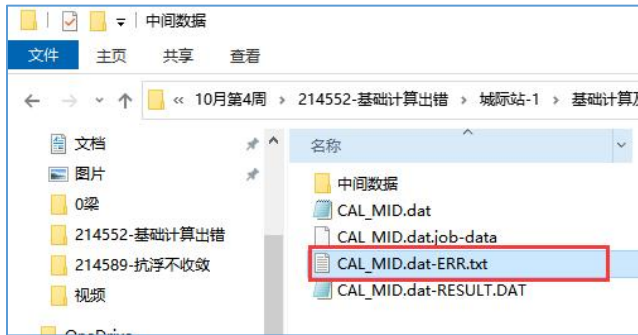 中间数据
文件 主页 共享 查看
« 10月第4周 › 214552-基础计算出错 › 城际站-1 › 基础计算
文档
图片
0梁
214552-基础计算出错
214589-抗浮不收敛
视频
名称
中间数据
CAL_MID.dat
CAL_MID.dat.job-data
CAL_MID.dat-ERR.txt
CAL_MID.dat-RESULT.DAT